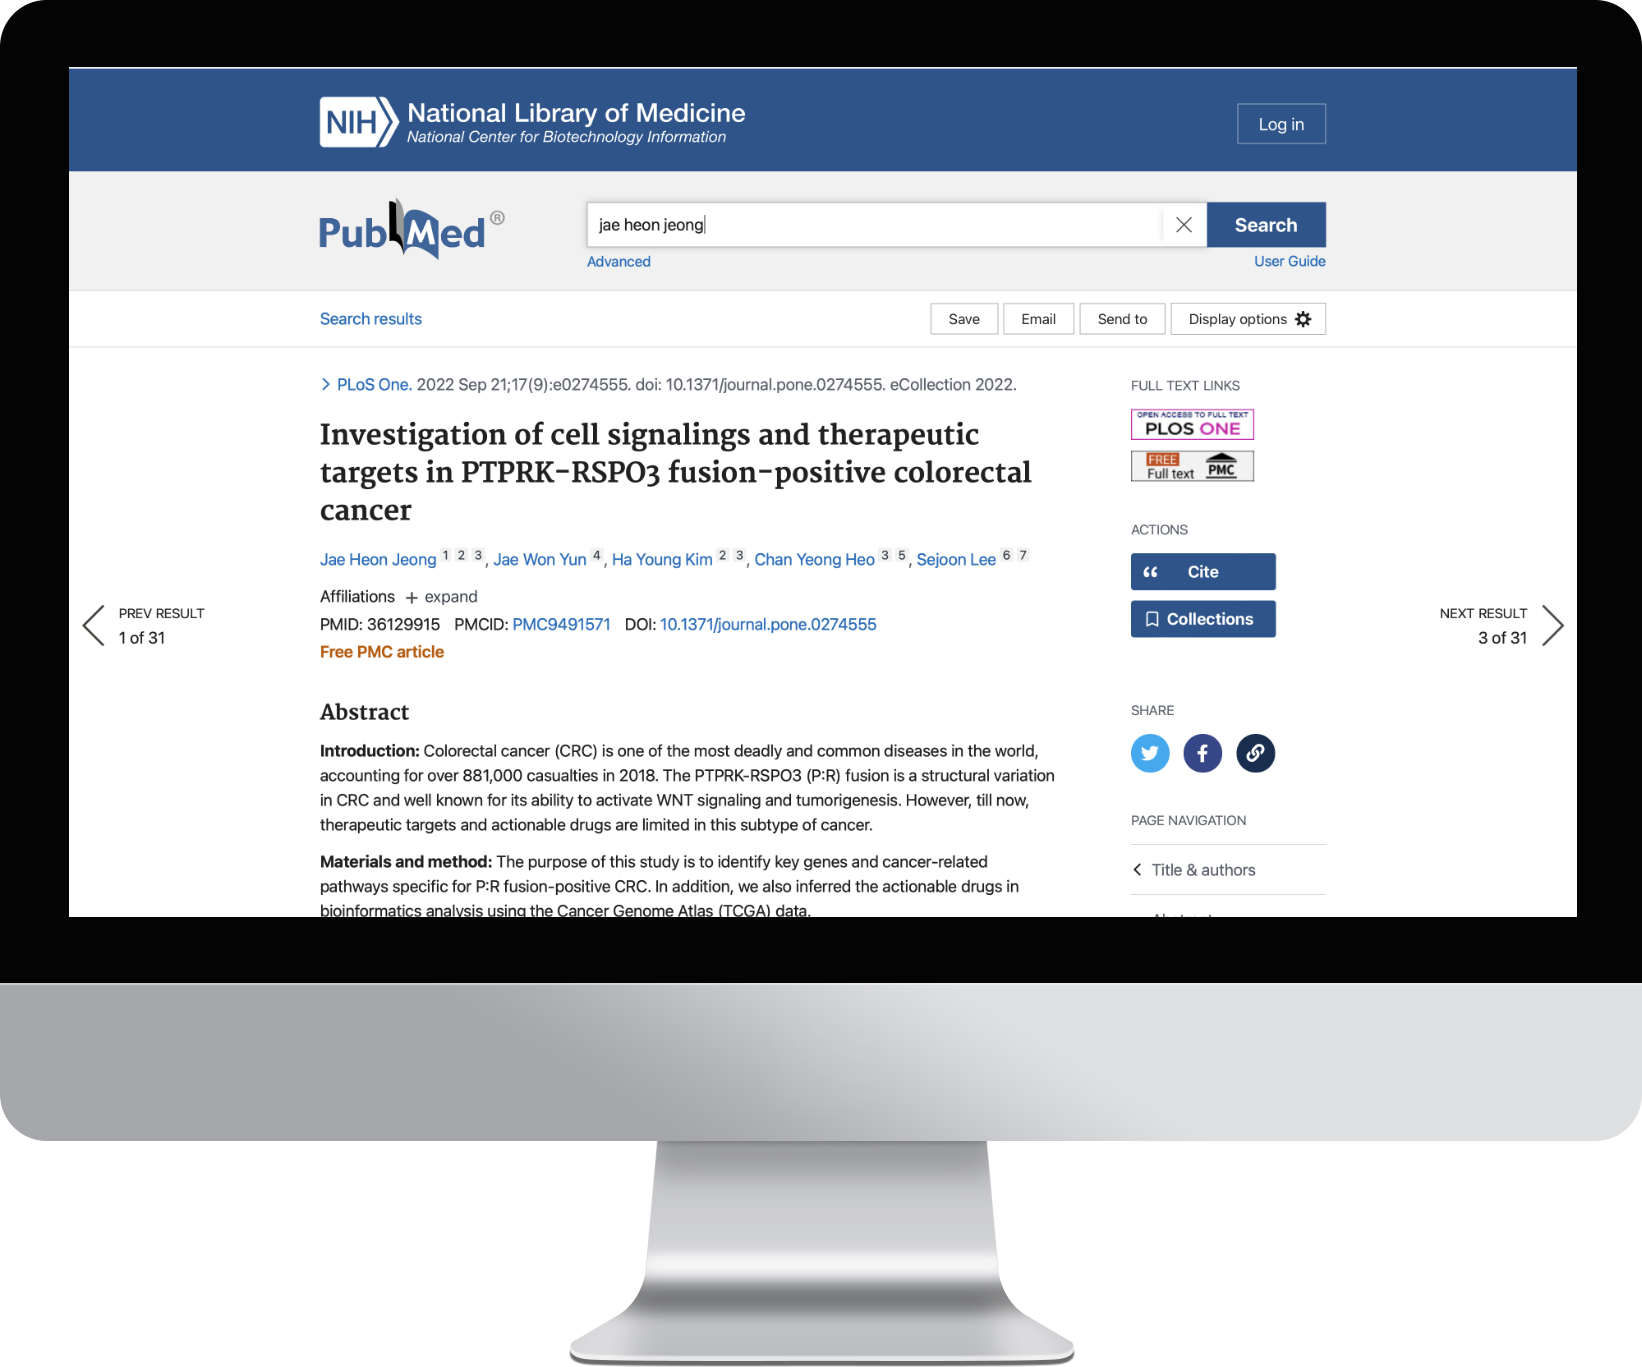 NIH National Library of Medicine
National Center for Biotechnology Information
Log in
PubMed®
jae heon jeong
Search
Advanced
User Guide
Search results
Save
Email
Send to
Display options
PLoS One. 2022 Sep 21;17(9):e0274555. doi: 10.1371/journal.pone.0274555. eCollection 2022.
Investigation of cell signalings and therapeutic
targets in PTPRK-RSPO3 fusion-positive colorectal
cancer
Jae Heon Jeong 1 2 3, Jae Won Yun 4, Ha Young Kim 2 3, Chan Yeong Heo 3 5, Sejoon Lee 6 7
Affiliations + expand
PMID: 36129915 PMCID: PMC9491571 DOI: 10.1371/journal.pone.0274555
Free PMC article
PREV RESULT
1 of 31
NEXT RESULT
3 of 31
Abstract
Introduction: Colorectal cancer (CRC) is one of the most deadly and common diseases in the world,
accounting for over 881,000 casualties in 2018. The PTPRK-RSPO3 (P:R) fusion is a structural variation
in CRC and well known for its ability to activate WNT signaling and tumorigenesis. However, till now,
therapeutic targets and actionable drugs are limited in this subtype of cancer.
Materials and method: The purpose of this study is to identify key genes and cancer-related
pathways specific for P:R fusion-positive CRC. In addition, we also inferred the actionable drugs in
bioinformatics analysis using the Cancer Genome Atlas (TCGA) data.
FULL TEXT LINKS
OPEN ACCESS TO FULL TEXT
PLOS ONE
FREE
Full text PMC
ACTIONS
Cite
Collections
SHARE
PAGE NAVIGATION
Title & authors